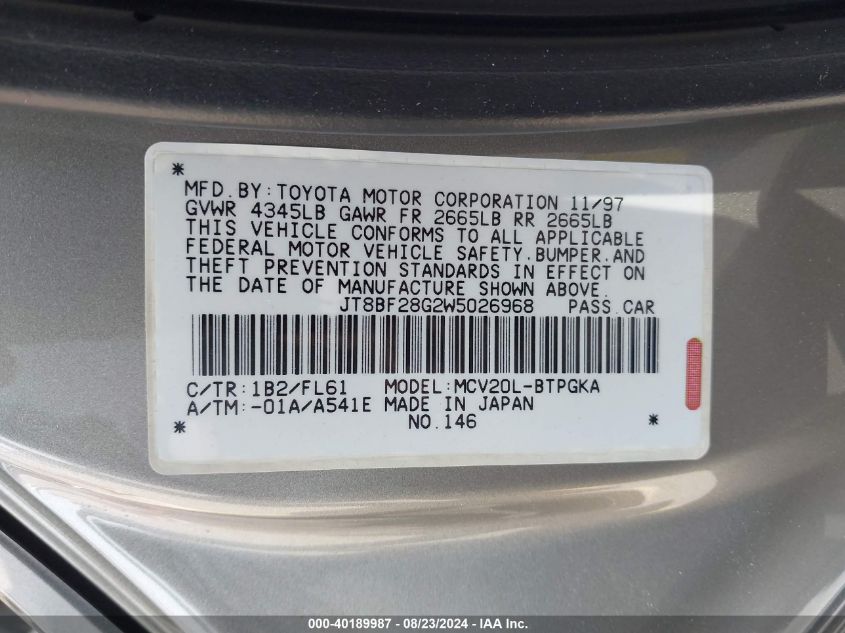 MFD.BY:TOYOTA MOTOR CORPORATION 11/97
GVWR 4345LB GAWR FR 2665LB RR 2665LB
THIS VEHICLE CONFORMS TO ALL APPLICABLE
FEDERAL MOTOR VEHICLE SAFETY.BUMPER.AND
THEFT PREVENTION STANDARDS IN EFFECT ON
THE DATE OF MANUFACTURE SHOWN ABOVE.
JT8BF28G2W5026968 PASS.CAR
C/TR:1B2/FL61 MODEL:MCV20L-BTPGKA
A/TM:-01A/A541E MADE IN JAPAN
NO.146
000-40189987 - 08/23/2024 - MCV Inc.